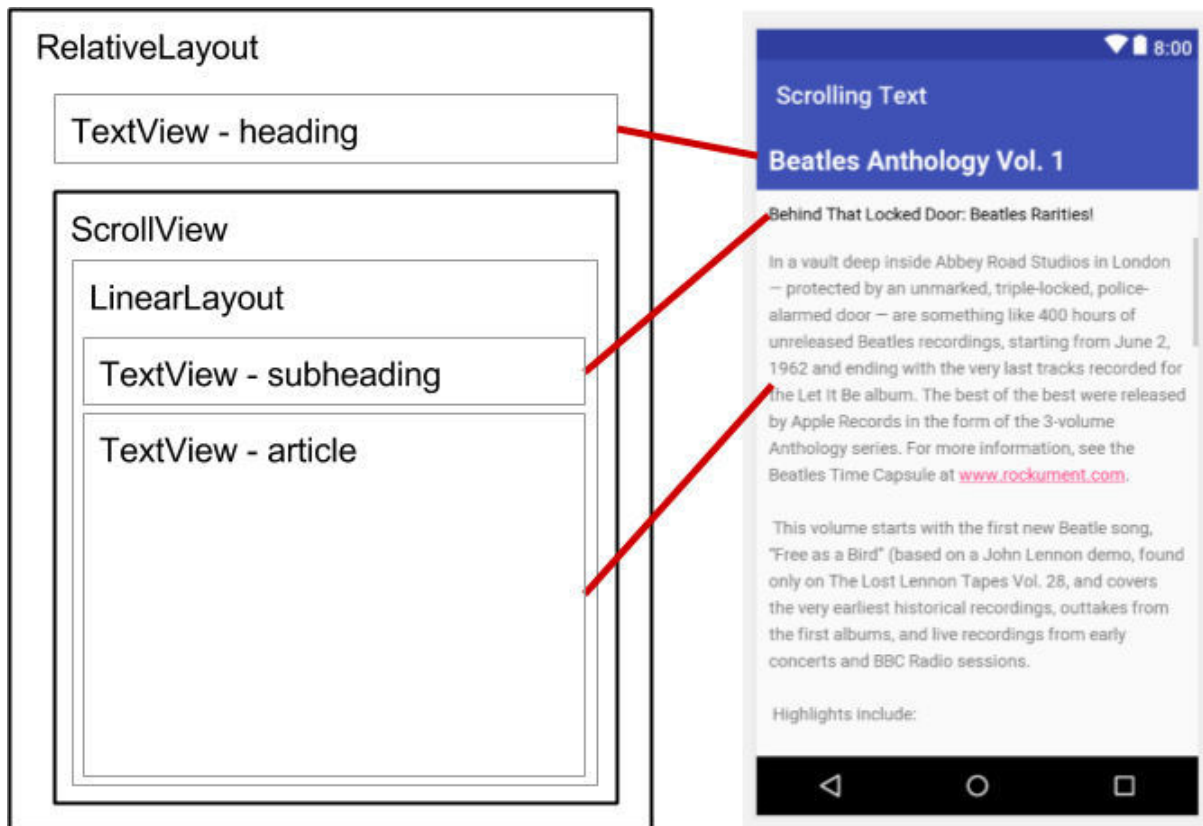 RelativeLayout
TextView - heading
ScrollView
LinearLayout
TextView - subheading
TextView - article
8:00
Scrolling Text
Beatles Anthology Vol. 1
Behind That Locked Door: Beatles Rarities!
In a vault deep inside Abbey Road Studios in London
— protected by an unmarked, triple-locked, police-
alarmed door — are something like 400 hours of
unreleased Beatles recordings, starting from June 2,
1962 and ending with the very last tracks recorded for
the Let It Be album. The best of the best were released
by Apple Records in the form of the 3-volume
Anthology series. For more information, see the
Beatles Time Capsule at www.rockument.com.
This volume starts with the first new Beatle song,
“Free as a Bird” (based on a John Lennon demo, found
only on The Lost Lennon Tapes Vol. 28, and covers
the very earliest historical recordings, outtakes from
the first albums, and live recordings from early
concerts and BBC Radio sessions.
Highlights include: